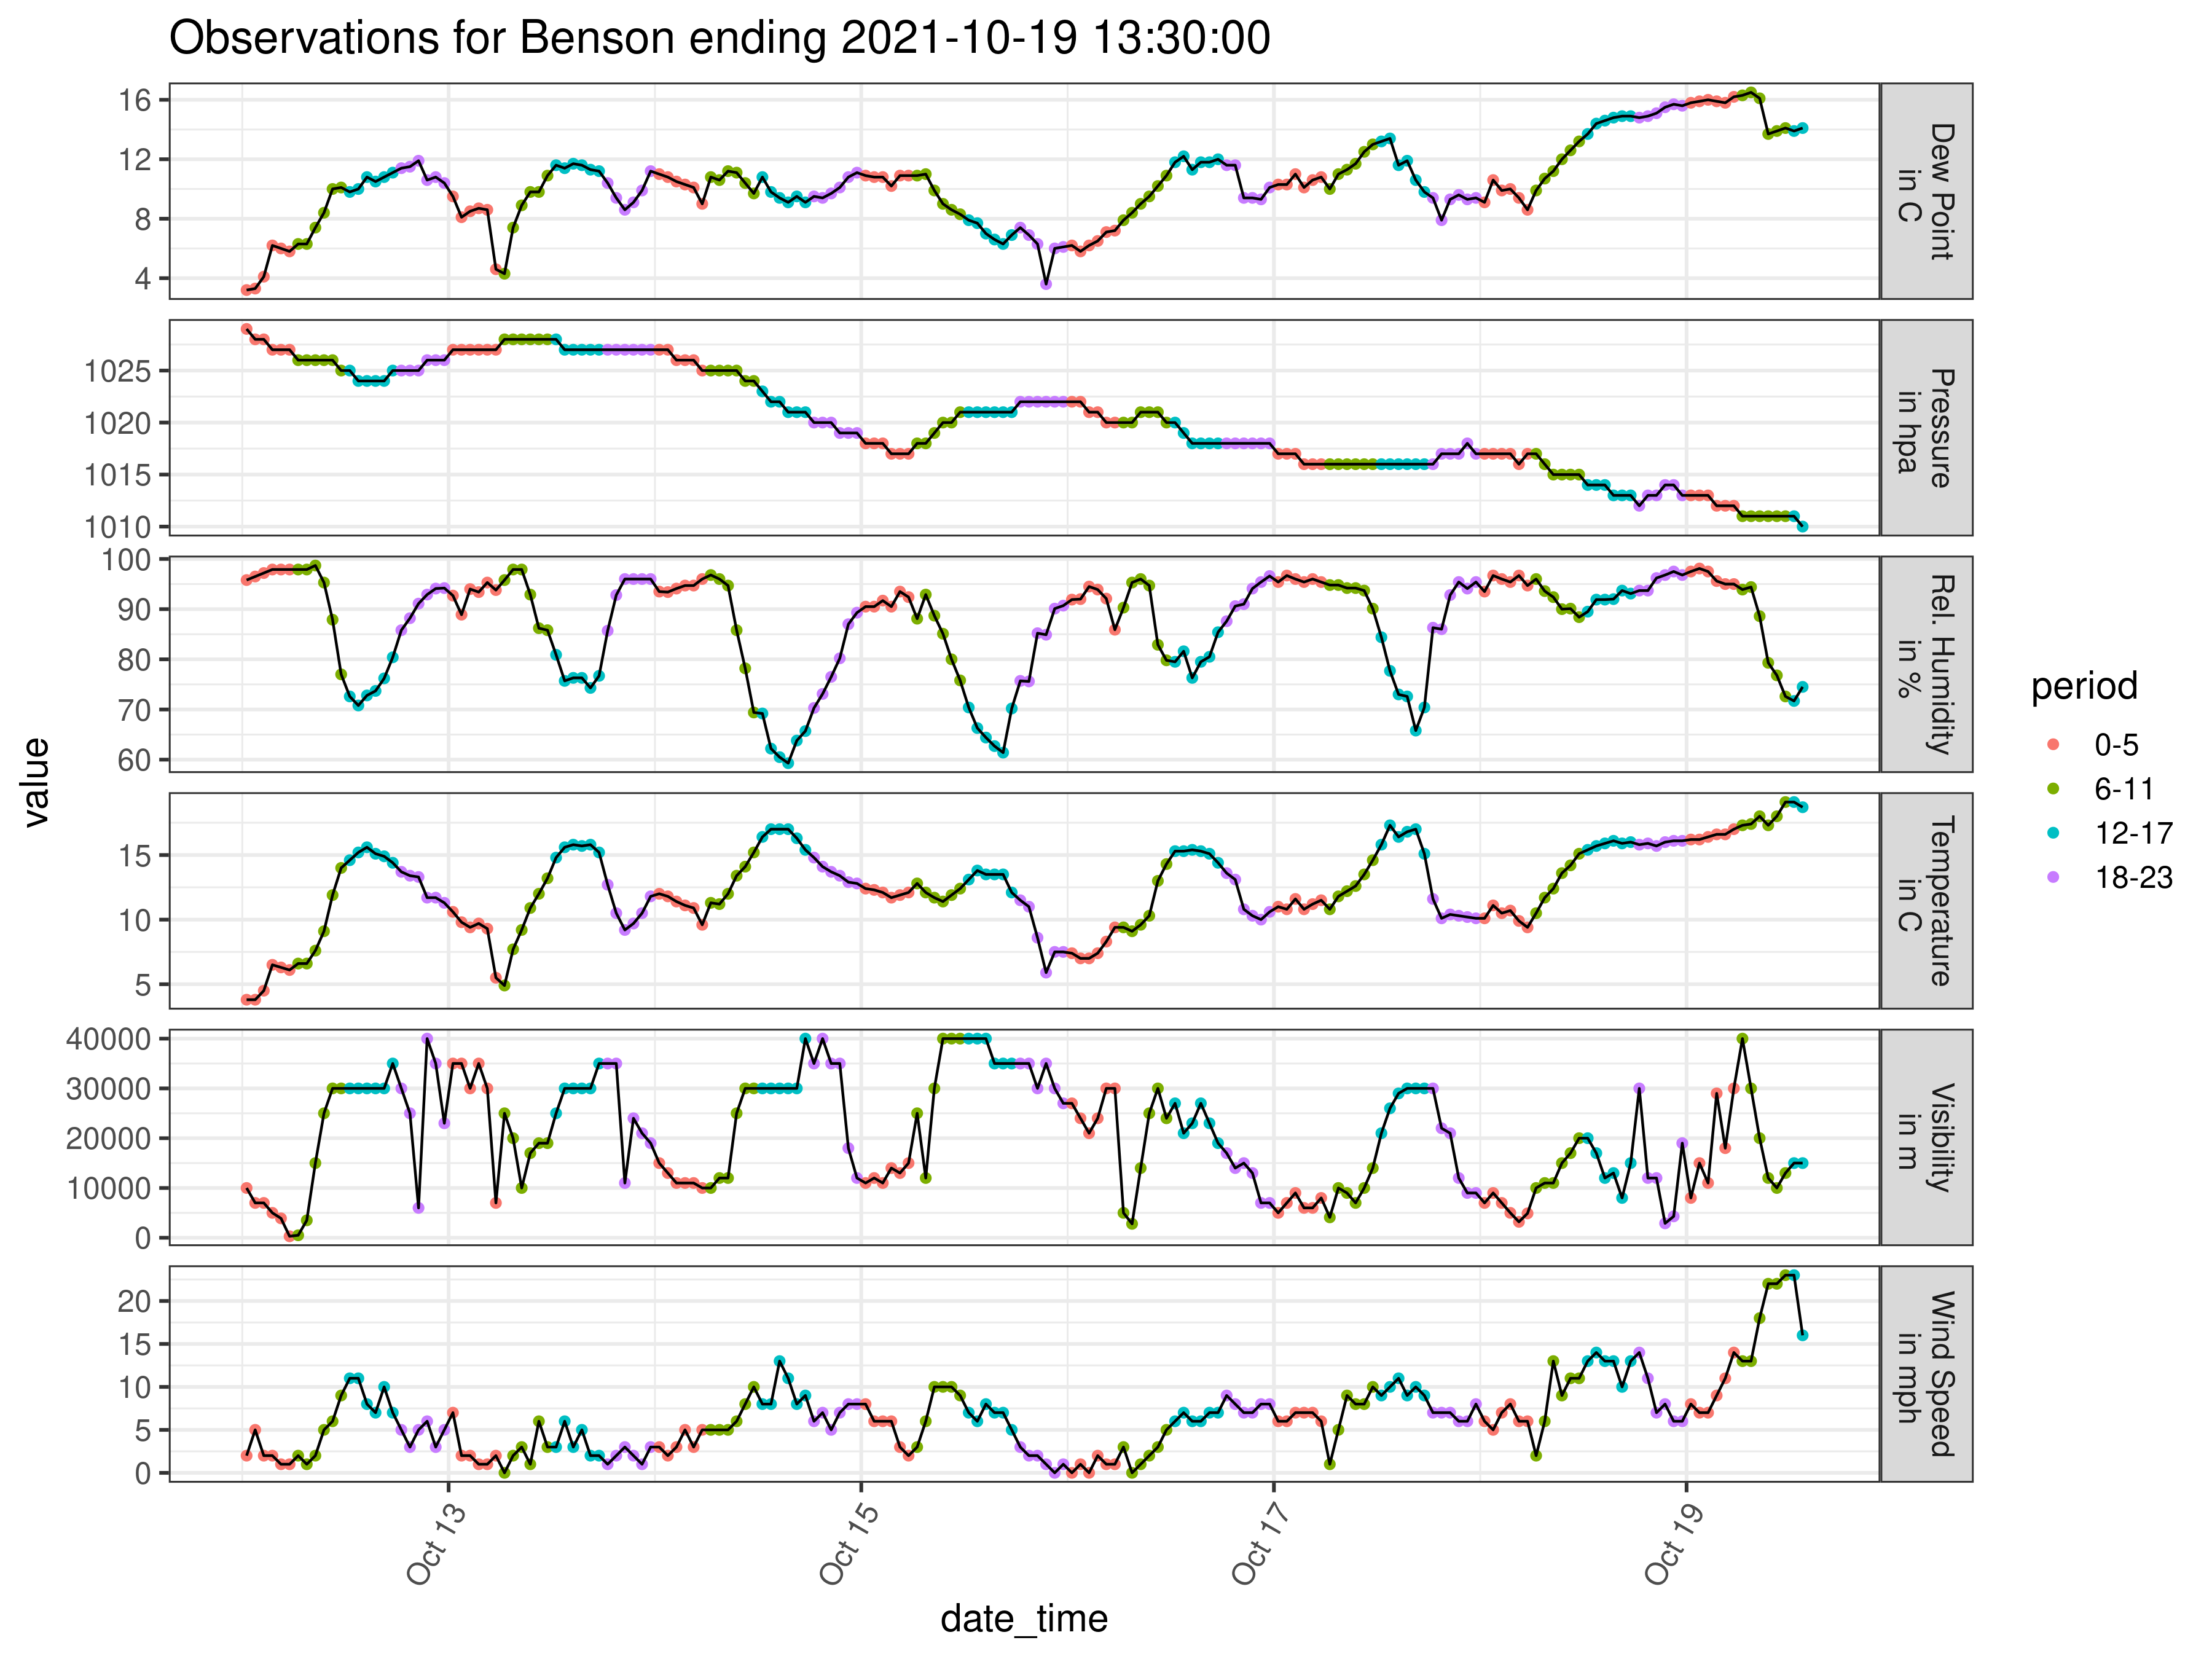 Observations for Benson ending 2021-10-19 13:30:00
value
16
12
8
4
Dew Point
in C
1025
1020
1015
1010
Pressure
in hpa
100
90
80
70
60
Rel. Humidity
in %
15
10
5
Temperature
in C
40000
30000
20000
10000
0
Visibility
in m
20
15
10
5
0
Wind Speed
in mph
Oct 13
Oct 15
Oct 17
Oct 19
date_time
period
0-5
6-11
12-17
18-23